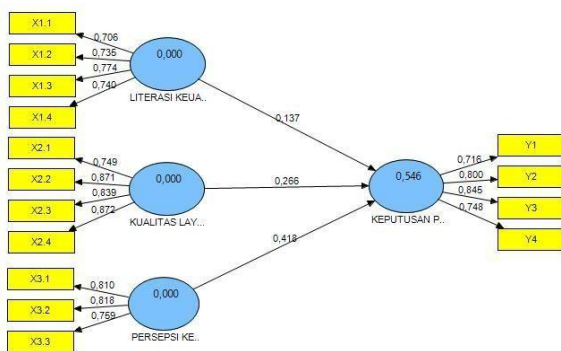 X1.1
0,706
X1.2
0,735
X1.3
0,774
X1.4
0,740
0,000
LITERASI KEUA..
0,137
X2.1
0,749
X2.2
0,871
X2.3
0,839
X2.4
0,872
0,000
KUALITAS LAY...
0,266
X3.1
0,810
X3.2
0,818
X3.3
0,769
0,000
PERSEPSI KE..
0,418
0,546
KEPUTUSAN P..
0,716
Y1
0,800
Y2
0,845
Y3
0,748
Y4